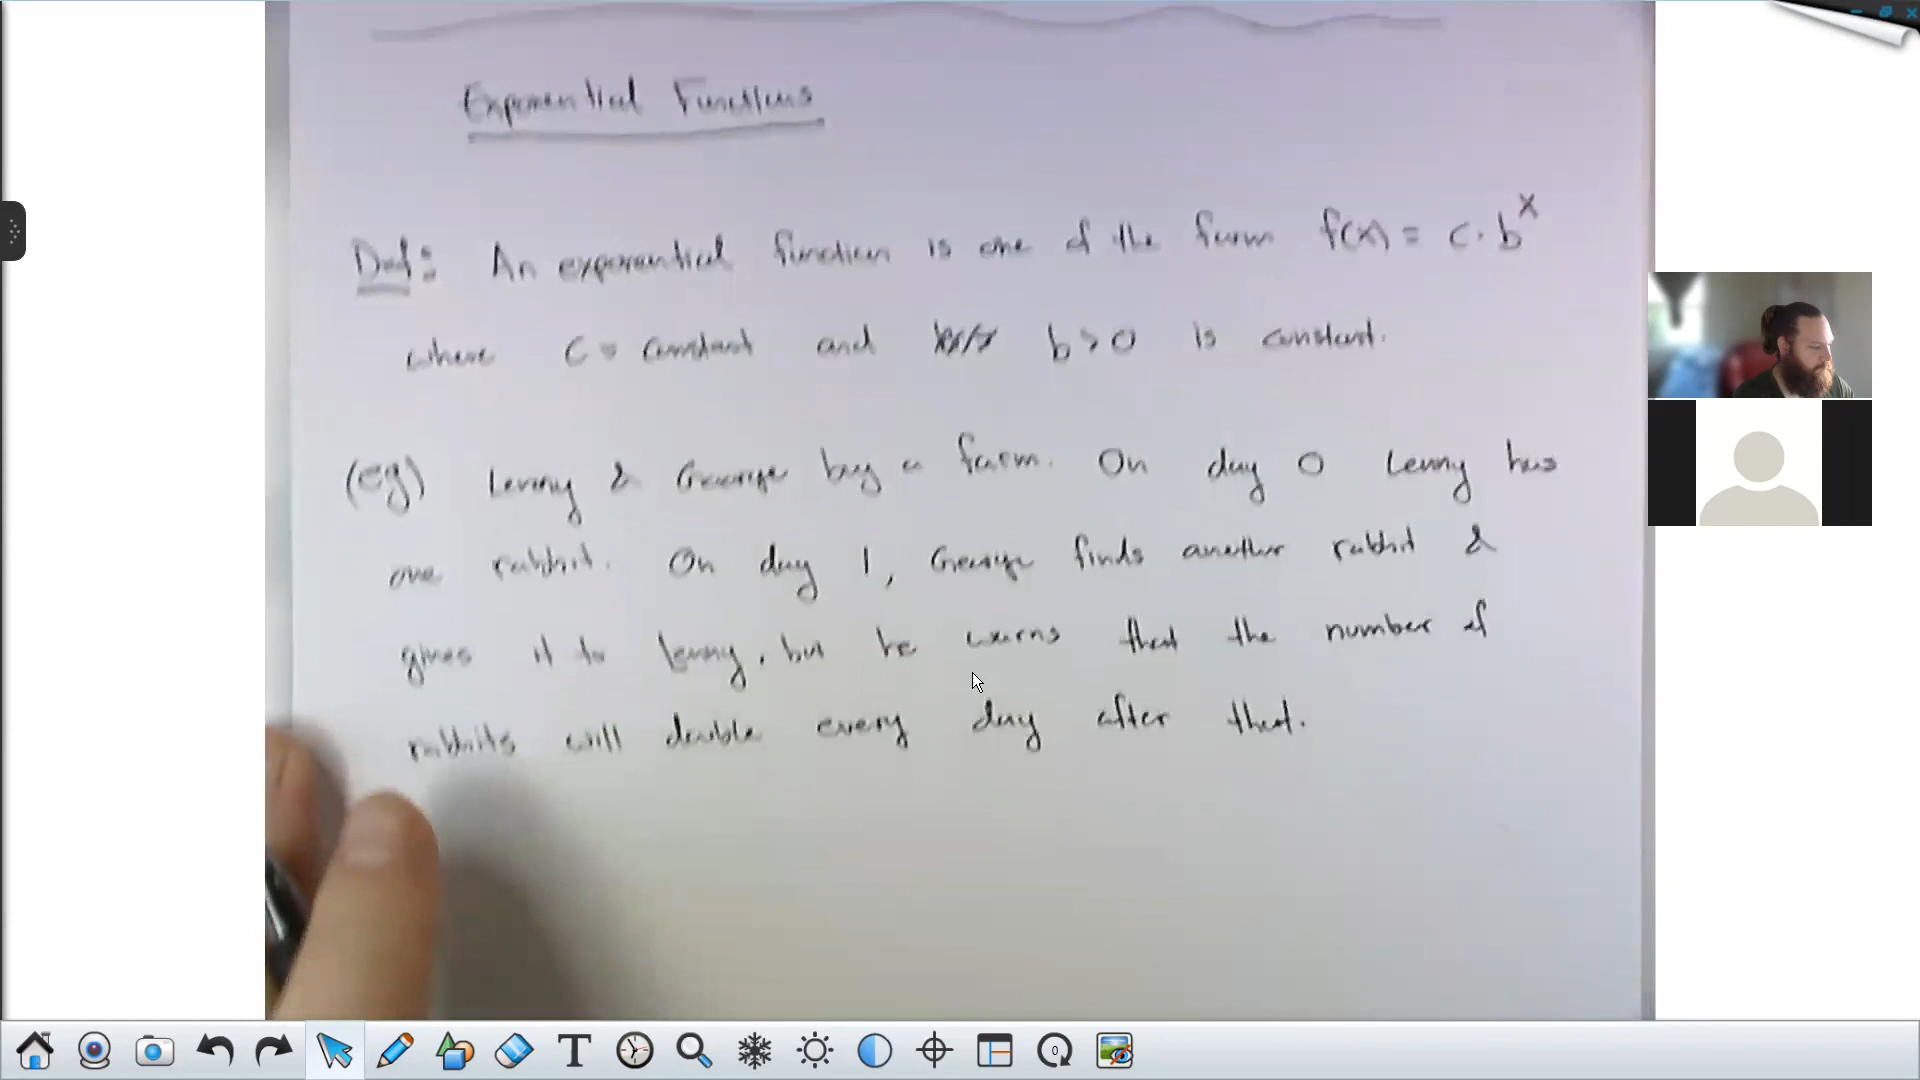 Exponential Functions
Def: An exponential function is one of the form f(x) = c · b^x
where c = constant and b > 0 is constant.
(eg) Lenny & George buy a farm. On day 0 Lenny has
one rabbit. On day 1, George finds another rabbit &
gives it to Lenny, but he warns that the number of
rabbits will double every day after that.
T
0